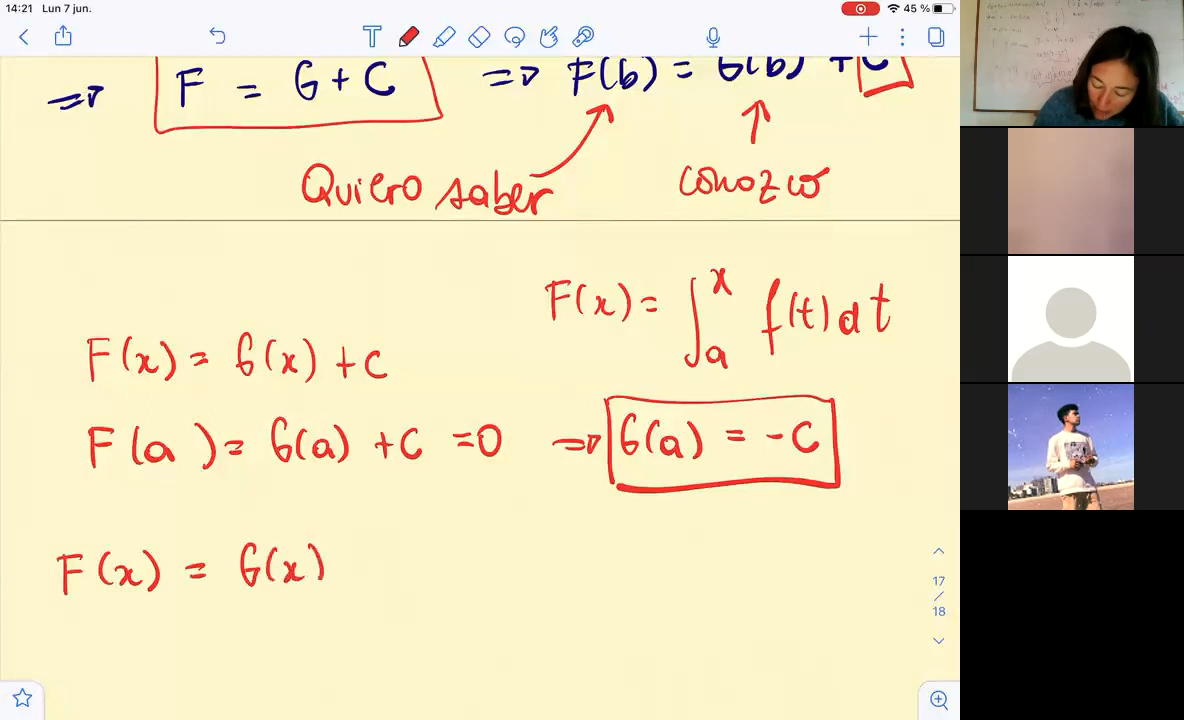 14:21 Lun 7 jun. 45 %
T
⇒ F = G + C ⇒ F(b) = G(b) + C
Quiero saber conozco
F(x) = ∫ₐˣ f(t) dt
F(x) = G(x) + C
F(a) = G(a) + C = 0 ⇒ G(a) = -C
F(x) = G(x)
17
/
18